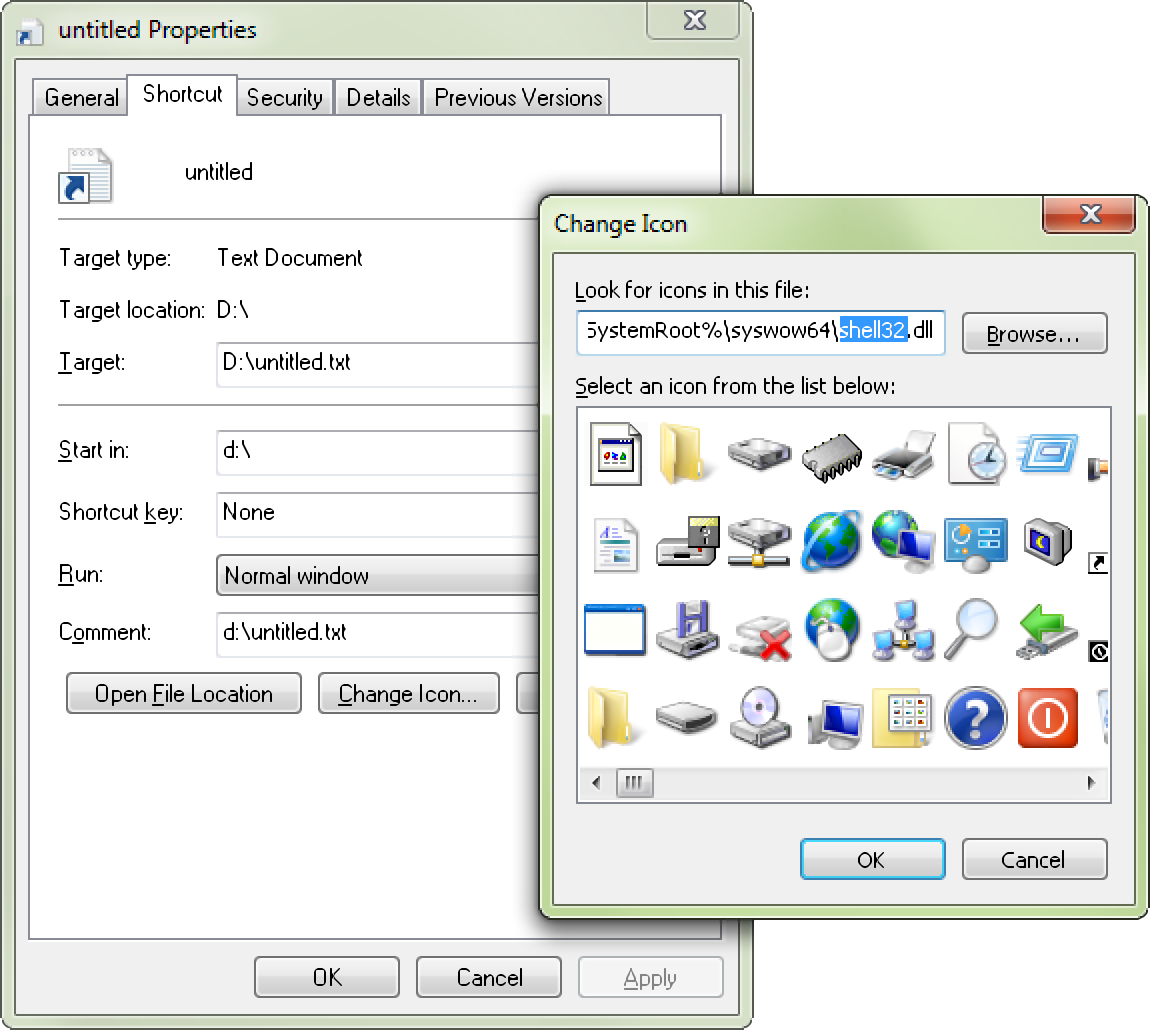 untitled Properties
General
Shortcut
Security
Details
Previous Versions
untitled
Target type:
Text Document
Target location:
D:\
Target:
D:\untitled.txt
Start in:
d:\
Shortcut key:
None
Run:
Normal window
Comment:
d:\untitled.txt
Open File Location
Change Icon...
OK
Cancel
Apply
Change Icon
Look for icons in this file:
SystemRoot%\syswow64\shell32.dll
Browse...
Select an icon from the list below:
OK
Cancel